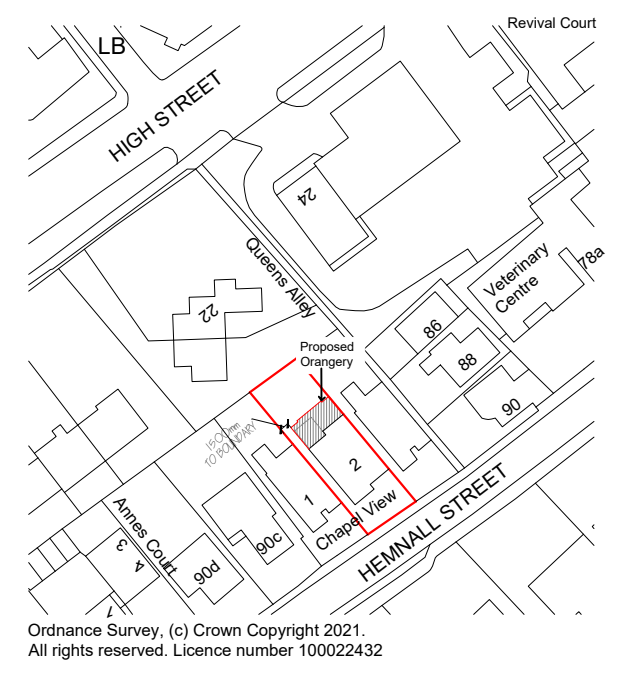 Revival Court
LB
HIGH STREET
24
Queens Alley
78a
Veterinary
Centre
22
86
88
90
Proposed
Orangery
1500mm
TO BOUNDARY
2
1
Chapel View
HEMNALL STREET
Annes Court
3
4
90c
90d
Ordnance Survey, (c) Crown Copyright 2021.
All rights reserved. Licence number 100022432